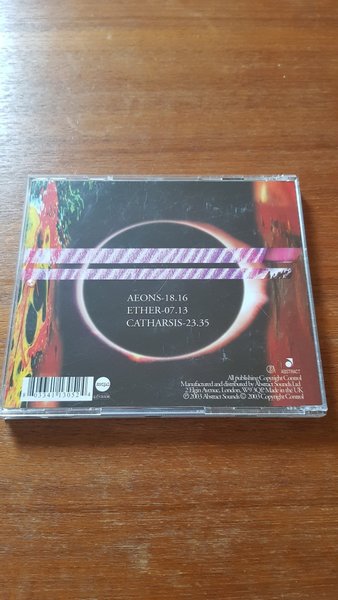 AEONS-18.16
ETHER-07.13
CATHARSIS-23.35
ABSTRACT
All publishing Copyright Control
Manufactured and distributed by Abstract Sounds Ltd
2 Elgin Avenue, London, W9 3QP. Made in the UK
℗ 2003 Abstract Sounds © 2003 Copyright Control